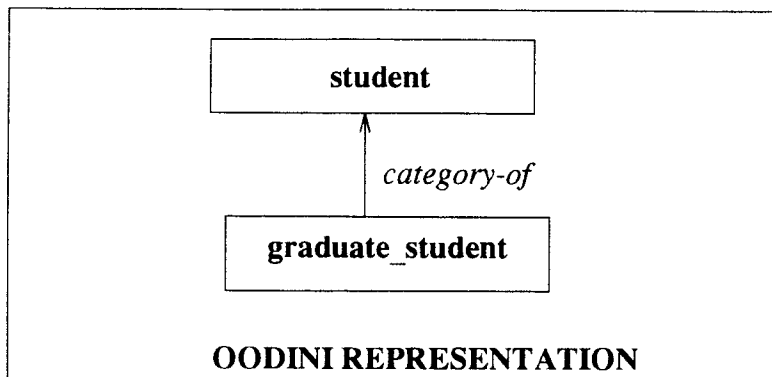 student
category-of
graduate_student
OODINI REPRESENTATION